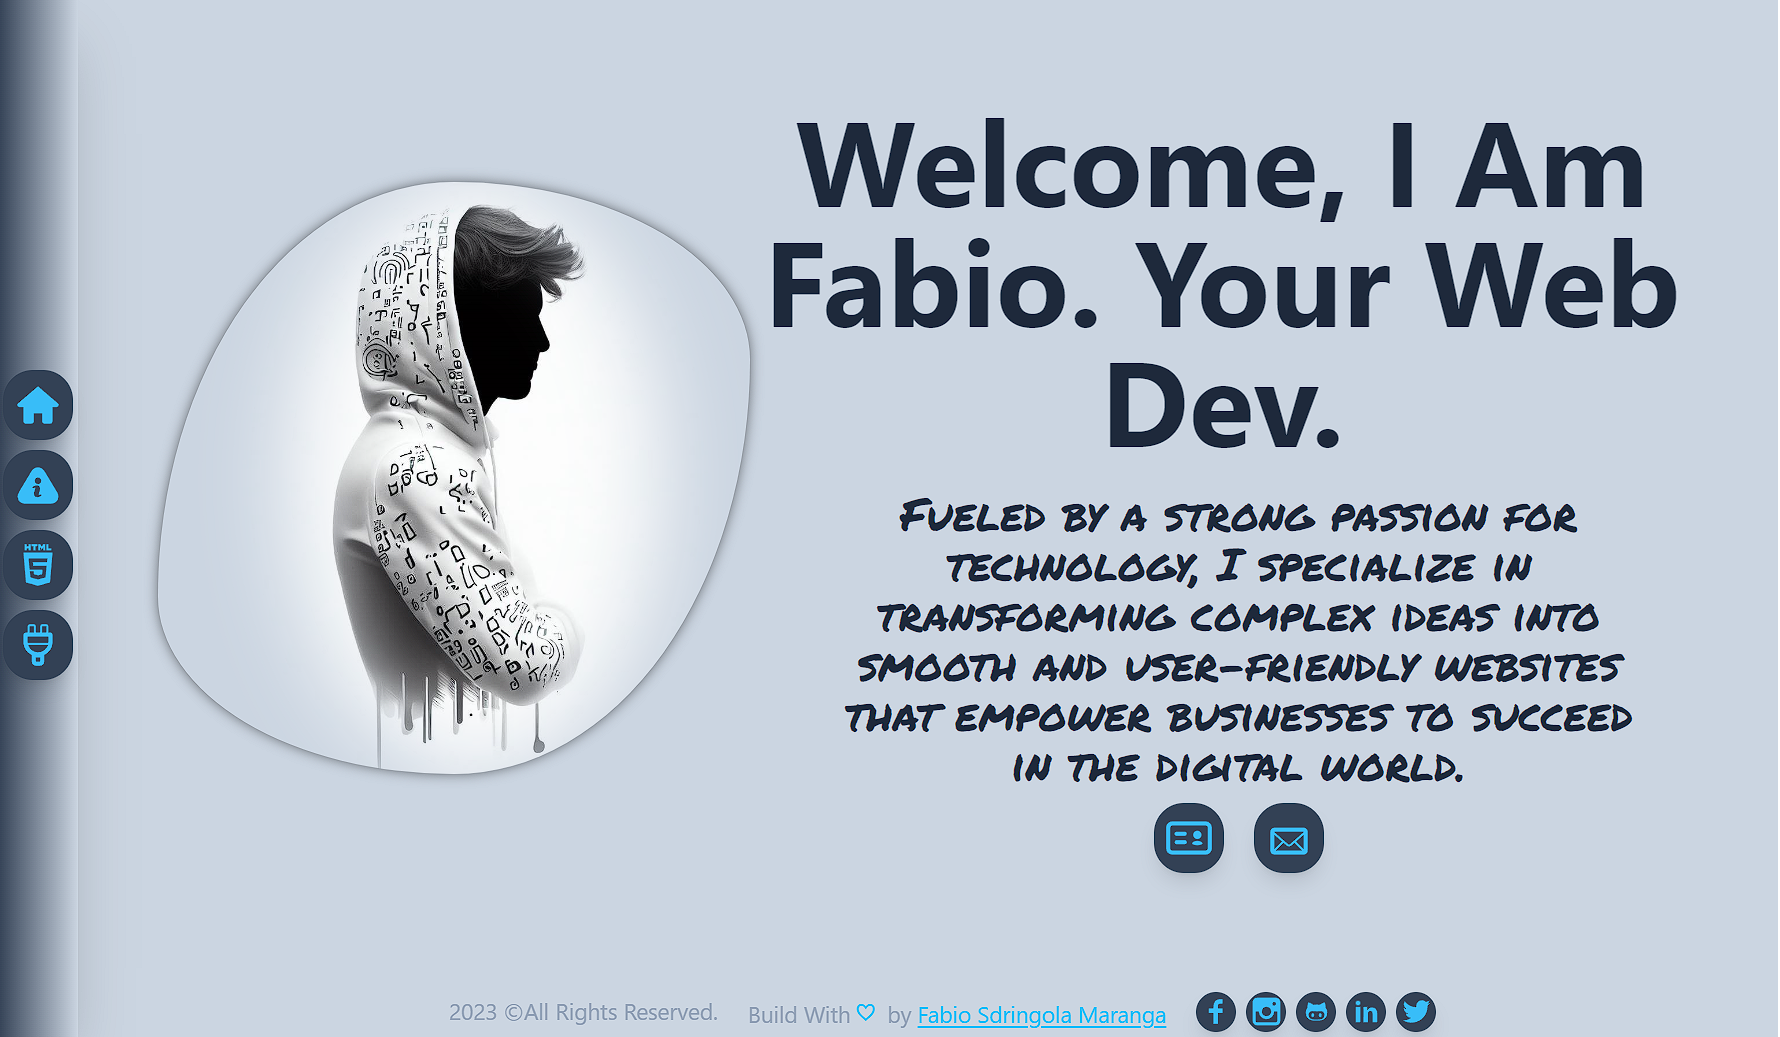 Welcome, I Am
Fabio. Your Web
Dev.
Fueled by a strong passion for
technology, I specialize in
transforming complex ideas into
smooth and user-friendly websites
that empower businesses to succeed
in the digital world.
HTML
5
2023 ©All Rights Reserved.
Build With ♡ by Fabio Sdringola Maranga